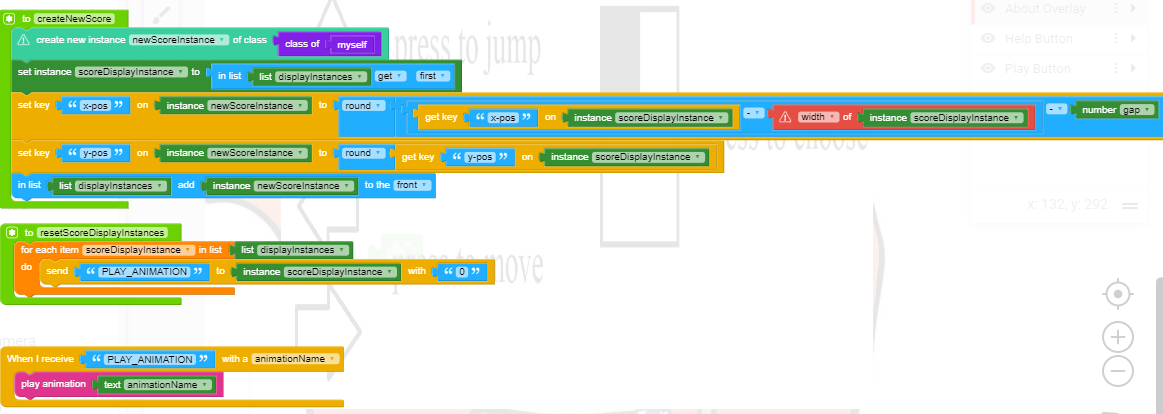 to createNewScore
create new instance newScoreInstance of class class of myself
set instance scoreDisplayInstance to in list list displayInstances get first
set key “ x-pos ” on instance newScoreInstance to round get key “ x-pos ” on instance scoreDisplayInstance - width of instance scoreDisplayInstance - number gap
set key “ y-pos ” on instance newScoreInstance to round get key “ y-pos ” on instance scoreDisplayInstance
in list list displayInstances add instance newScoreInstance to the front
to resetScoreDisplayInstances
for each item scoreDisplayInstance in list list displayInstances
do send “ PLAY_ANIMATION ” to instance scoreDisplayInstance with “ 0 ”
When I receive “ PLAY_ANIMATION ” with a animationName
play animation text animationName
press to jump
press to choose
press to move
About Overlay
Help Button
Play Button
x: 132, y: 292